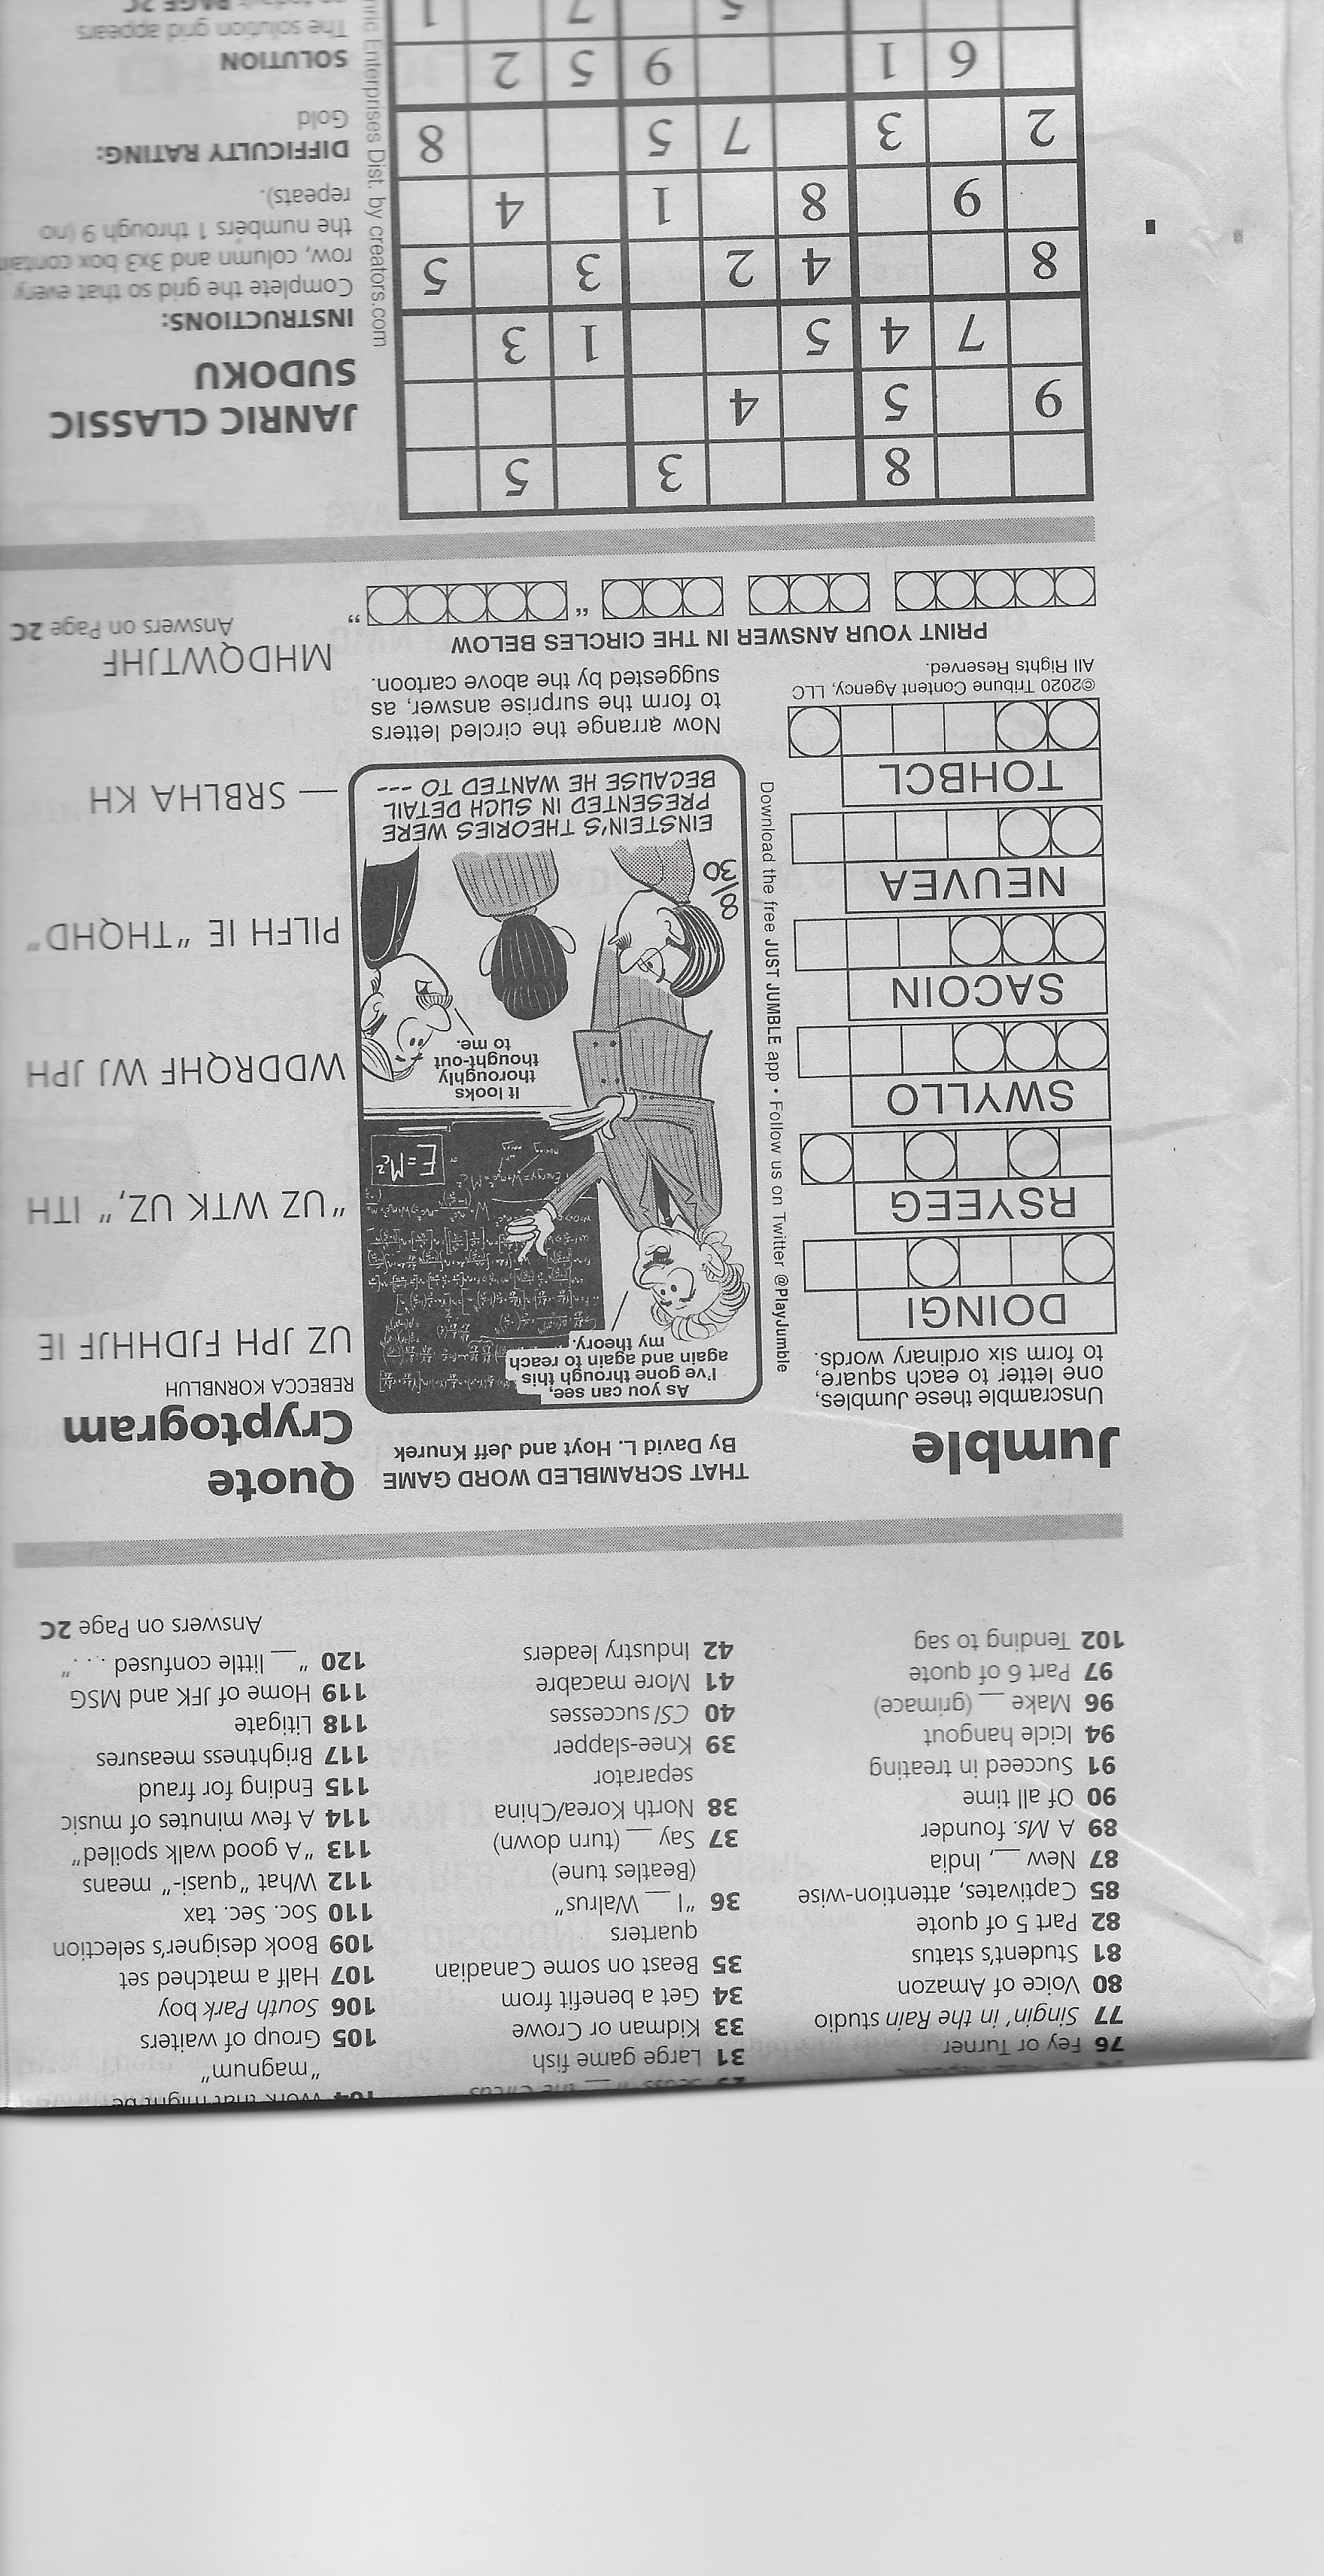 76 Fey or Turner
77 Singin' in the Rain studio
80 Voice of Amazon
81 Student's status
82 Part 5 of quote
85 Captivates, attention-wise
87 New __, India
89 A Ms. founder
90 Of all time
91 Succeed in treating
94 Icicle hangout
96 Make __ (grimace)
97 Part 6 of quote
102 Tending to sag
31 Large game fish
33 Kidman or Crowe
34 Get a benefit from
35 Beast on some Canadian
quarters
36 "I __ Walrus"
(Beatles tune)
37 Say __ (turn down)
38 North Korea/China
separator
39 Knee-slapper
40 CSI successes
41 More macabre
42 Industry leaders
104 Work that might be
"magnum"
105 Group of waiters
106 South Park boy
107 Half a matched set
109 Book designer's selection
110 Soc. Sec. tax
112 What "quasi-" means
113 "A good walk spoiled"
114 A few minutes of music
115 Ending for fraud
117 Brightness measures
118 Litigate
119 Home of JFK and MSG
120 "__ little confused . . ."
Answers on Page 2C
Jumble
THAT SCRAMBLED WORD GAME
By David L. Hoyt and Jeff Knurek
Unscramble these Jumbles,
one letter to each square,
to form six ordinary words.
DOINGI
RSYEEG
SWYLLO
SACOIN
NEUVEA
TOHBCL
©2020 Tribune Content Agency, LLC
All Rights Reserved.
Download the free JUST JUMBLE app • Follow us on Twitter @PlayJumble
As you can see,
I've gone through this
again and again to reach
my theory.
E=Mc²
It looks
thoroughly
thought-out
to me.
8/30
EINSTEIN'S THEORIES WERE
PRESENTED IN SUCH DETAIL
BECAUSE HE WANTED TO ---
Now arrange the circled letters
to form the surprise answer, as
suggested by the above cartoon.
PRINT YOUR ANSWER IN THE CIRCLES BELOW
" "
Quote
Cryptogram
REBECCA KORNBLUH
UZ JPH FJDHHJF IE
"UZ WTK UZ," ITH
WDDRQHF WJ JPH
PILFH IE "THQHD"
— SRBLHA KH
MHDQWTJHF
Answers on Page 2C
8 3 5
9 5 4
7 4 5 1 3
8 4 2 3 5
9 8 1 4
2 3 7 5 8
6 1 9 5 2
5 7 1
Enterprises Dist. by creators.com
JANRIC CLASSIC
SUDOKU
INSTRUCTIONS:
Complete the grid so that every
row, column and 3x3 box contain
the numbers 1 through 9 (no
repeats).
DIFFICULTY RATING:
Gold
SOLUTION
The solution grid appears
PAGE 2C